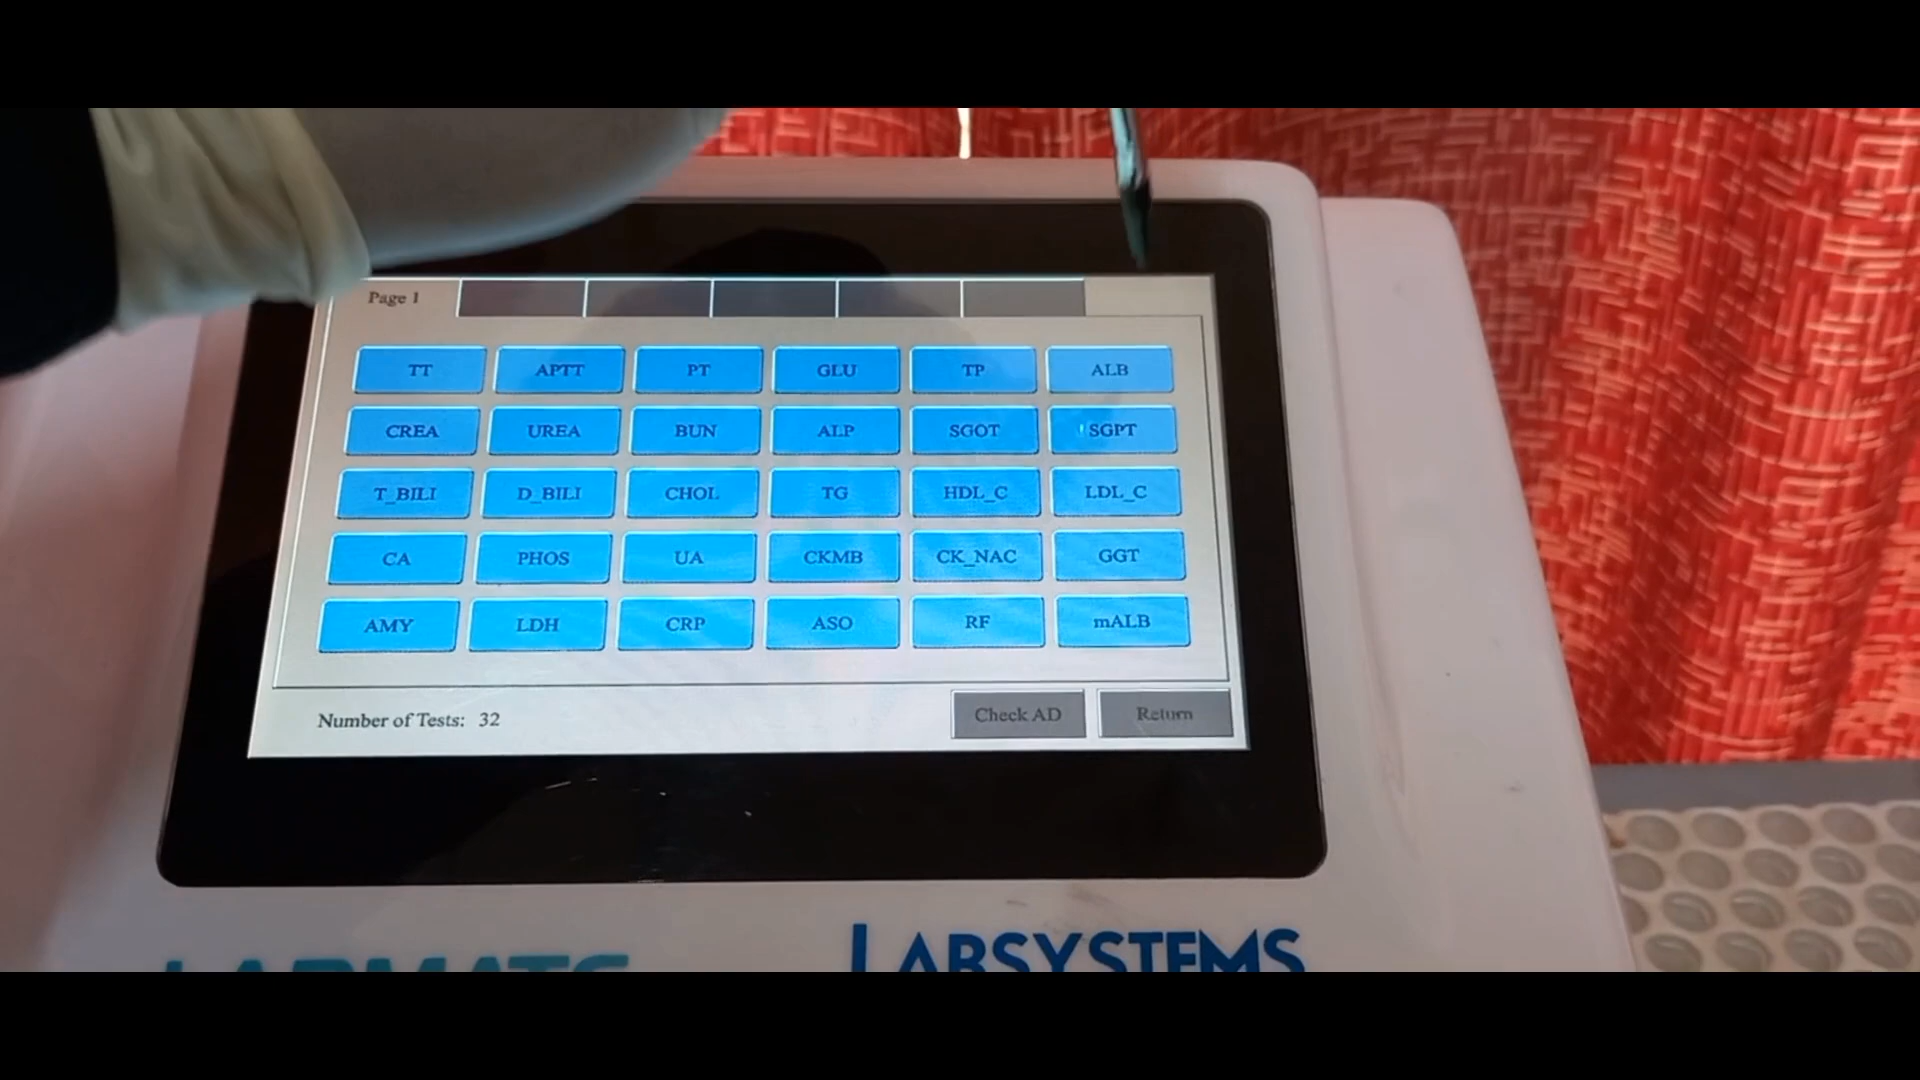 Page 1
TT APTT PT GLU TP ALB
CREA UREA BUN ALP SGOT SGPT
T_BILI D_BILI CHOL TG HDL_C LDL_C
CA PHOS UA CKMB CK_NAC GGT
AMY LDH CRP ASO RF mALB
Number of Tests: 32 Check AD Return
LABSYSTEMS